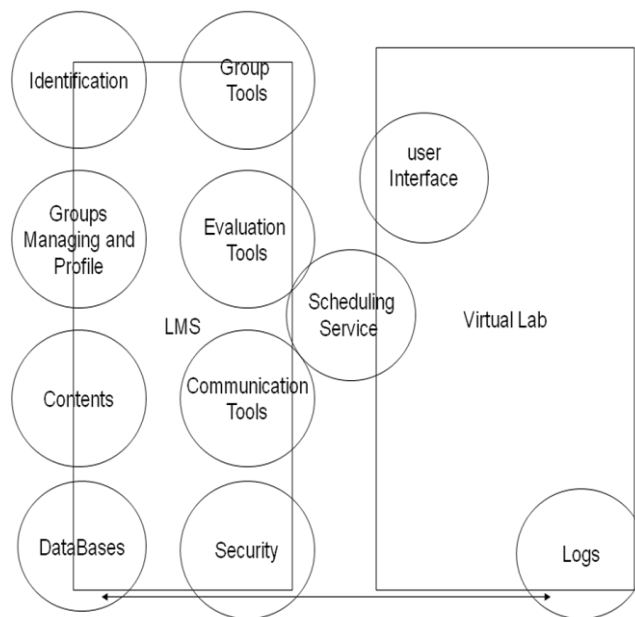 Identification
Group
Tools
user
Interface
Groups
Managing and
Profile
Evaluation
Tools
Scheduling
Service
LMS
Virtual Lab
Contents
Communication
Tools
DataBases
Security
Logs